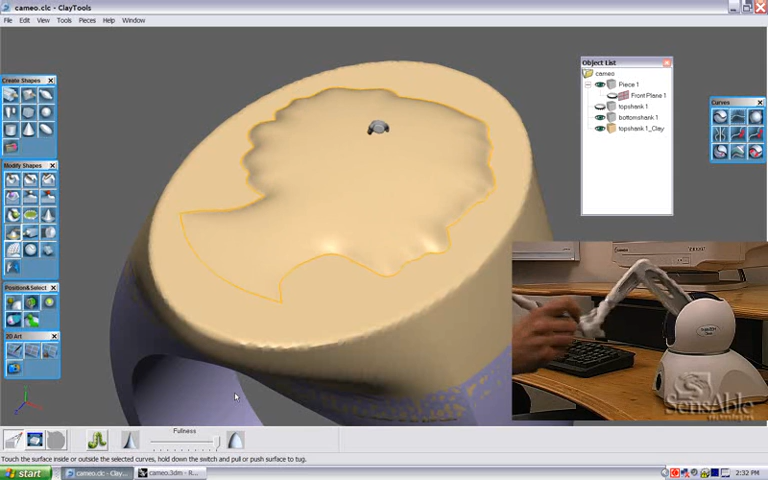 cameo.clc - ClayTools
File Edit View Tools Pieces Help Window
Create Shapes
Modify Shapes
Position&Select
2D Art
Object List
cameo
Piece 1
Front Plane 1
topshank 1
bottomshank 1
topshank 1_Clay
Curves
SensAble
Fullness
Touch the surface inside or outside the selected curves, hold down the switch and pull or push surface to tug.
start
cameo.clc - Clay...
cameo.3dm - R...
2:32 PM